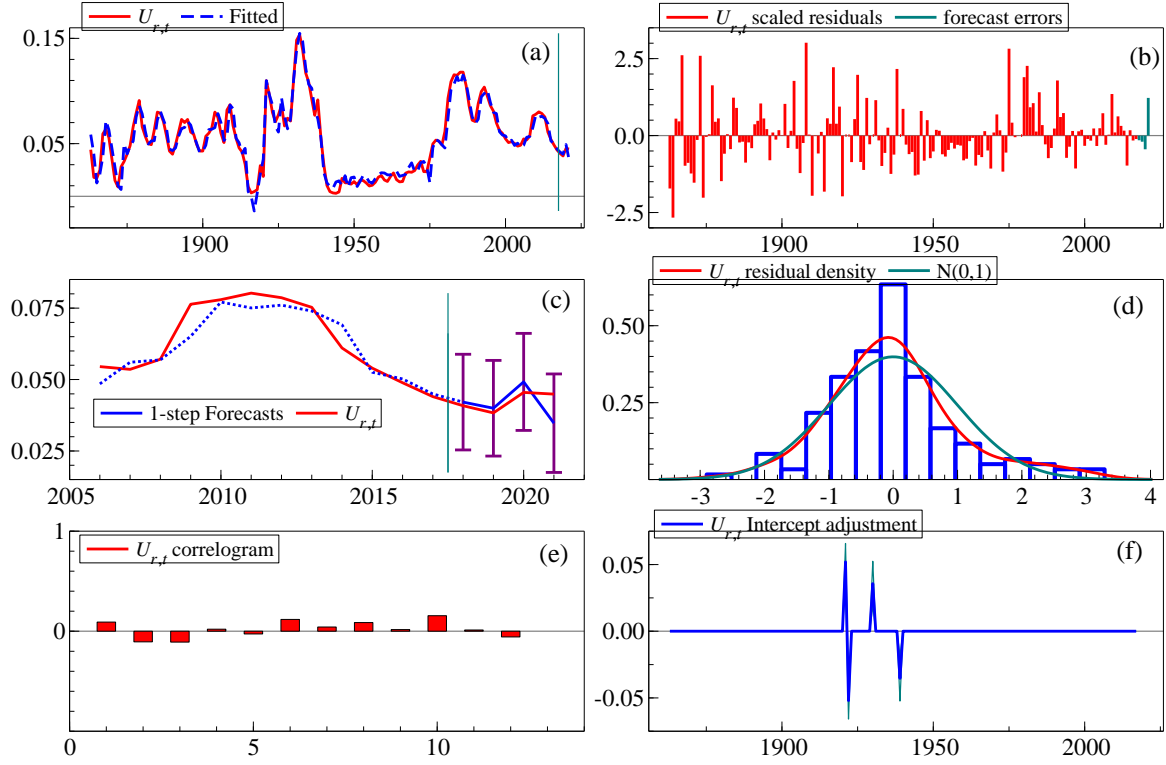 U_{r,t} Fitted
(a)
0.15
0.05
1900 1950 2000
U_{r,t} scaled residuals forecast errors
(b)
2.5
0.0
-2.5
1900 1950 2000
(c)
0.075
0.050
0.025
1-step Forecasts U_{r,t}
2005 2010 2015 2020
U_{r,t} residual density N(0,1)
(d)
0.50
0.25
-3 -2 -1 0 1 2 3 4
U_{r,t} correlogram
(e)
1
0
0 5 10
U_{r,t} Intercept adjustment
(f)
0.05
0.00
-0.05
1900 1950 2000